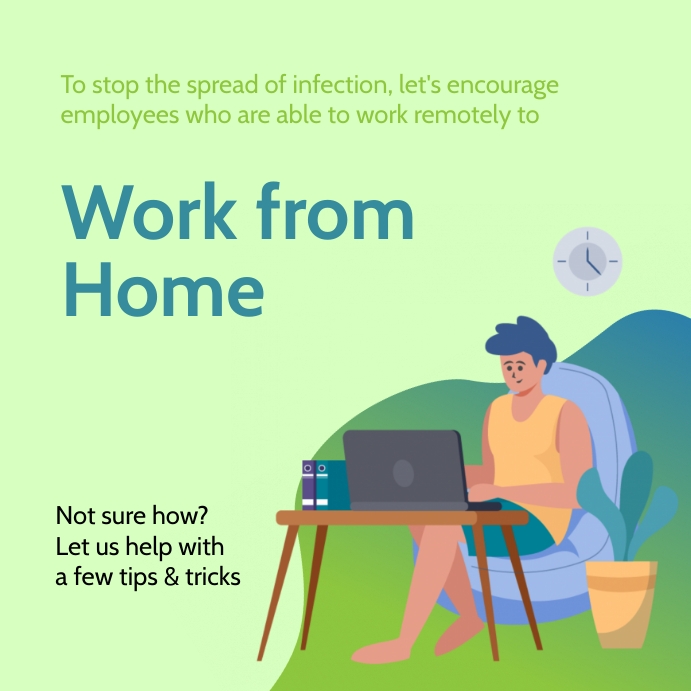 To stop the spread of infection, let's encourage
employees who are able to work remotely to
Work from
Home
Not sure how?
Let us help with
a few tips & tricks